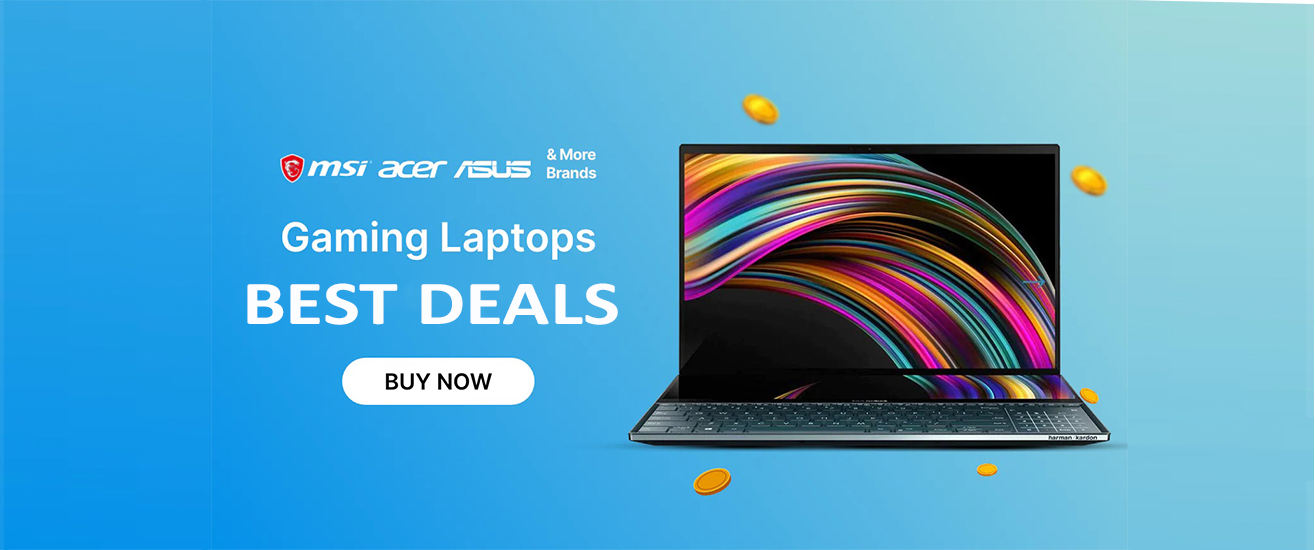 msi acer ASUS & More
Brands
Gaming Laptops
BEST DEALS
BUY NOW
harman/kardon